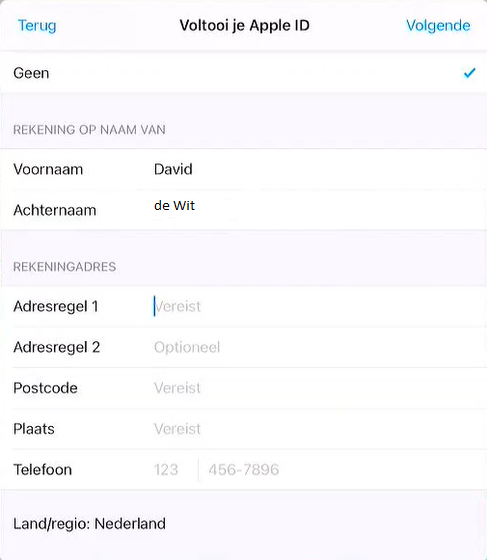 Terug Voltooi je Apple ID Volgende
Geen
REKENING OP NAAM VAN
Voornaam David
Achternaam de Wit
REKENINGADRES
Adresregel 1 Vereist
Adresregel 2 Optioneel
Postcode Vereist
Plaats Vereist
Telefoon 123 456-7896
Land/regio: Nederland